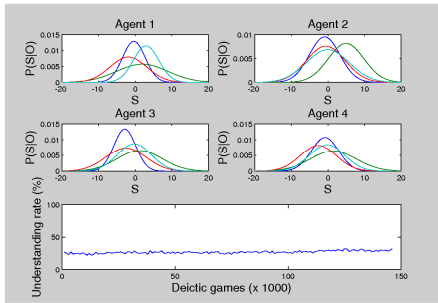 Agent 1
Agent 2
0.015
0.01
0.005
0
P(S|O)
-20 -10 0 10 20
S
0.015
0.01
0.005
0
P(S|O)
-20 -10 0 10 20
S
Agent 3
Agent 4
0.015
0.01
0.005
0
P(S|O)
-20 -10 0 10 20
S
0.015
0.01
0.005
0
P(S|O)
-20 -10 0 10 20
S
Understanding rate (%)
100
50
0
0 50 100 150
Deictic games (x 1000)